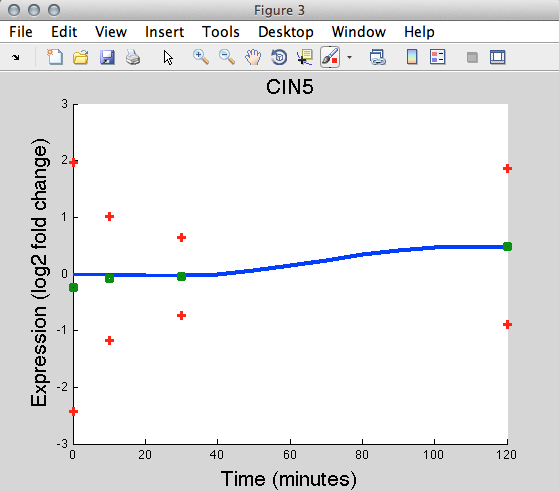 Figure 3
File Edit View Insert Tools Desktop Window Help
CIN5
3
2
1
0
-1
-2
-3
Expression (log2 fold change)
0 20 40 60 80 100 120
Time (minutes)